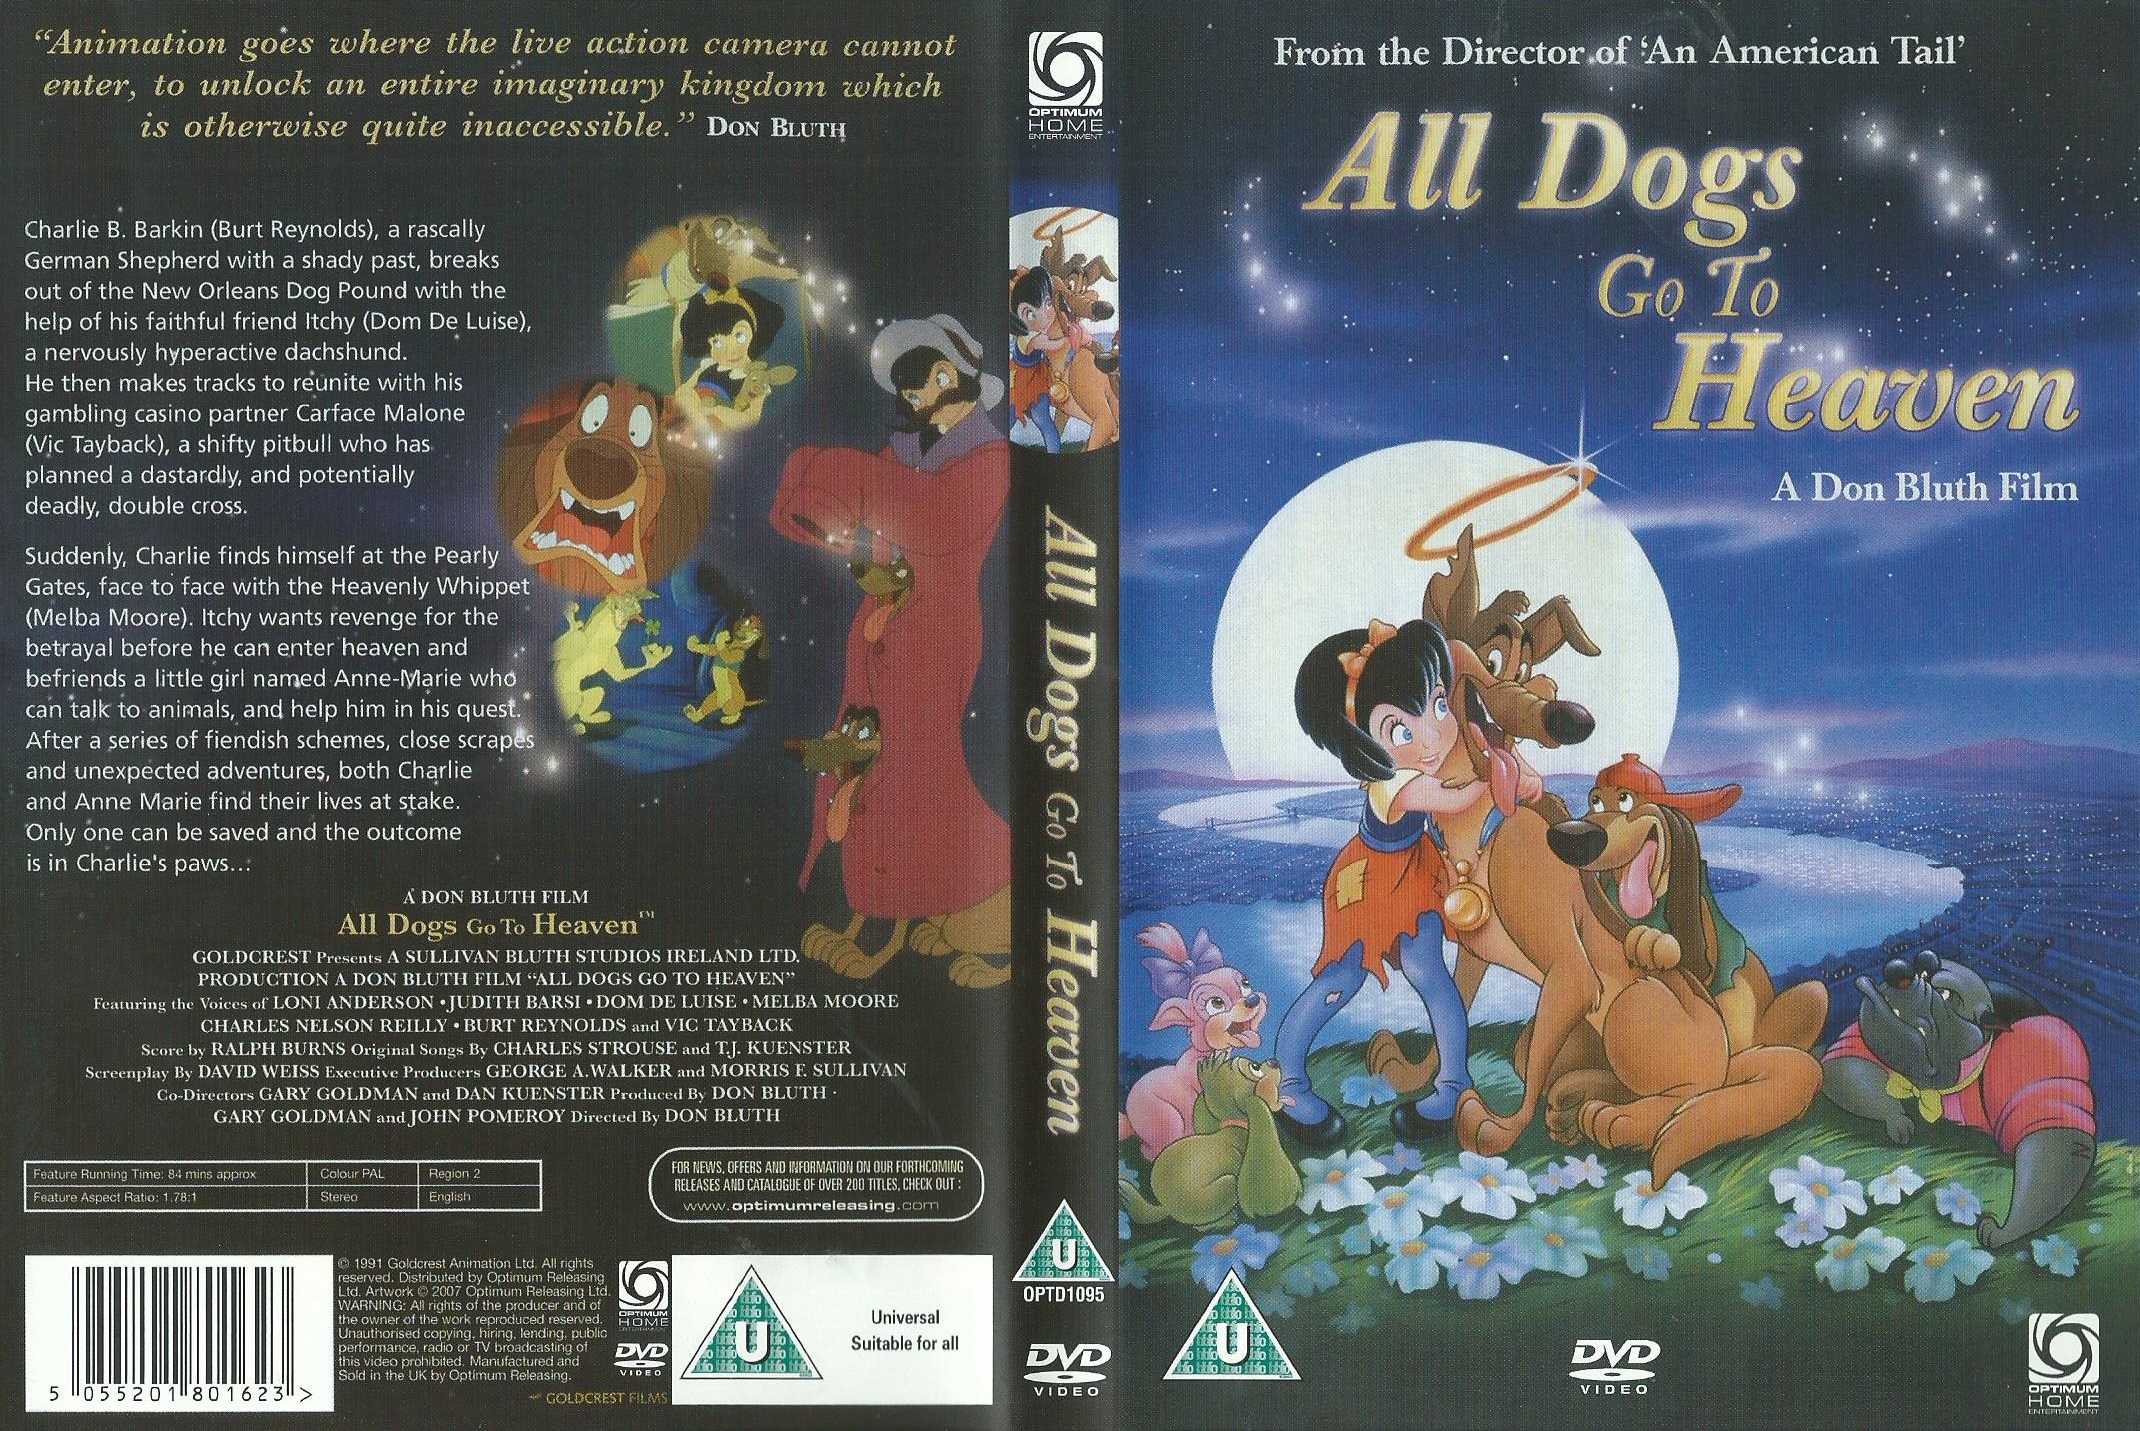 “Animation goes where the live action camera cannot
enter, to unlock an entire imaginary kingdom which
is otherwise quite inaccessible.” DON BLUTH
Charlie B. Barkin (Burt Reynolds), a rascally
German Shepherd with a shady past, breaks
out of the New Orleans Dog Pound with the
help of his faithful friend Itchy (Dom De Luise),
a nervously hyperactive dachshund.
He then makes tracks to reunite with his
gambling casino partner Carface Malone
(Vic Tayback), a shifty pitbull who has
planned a dastardly, and potentially
deadly, double cross.
Suddenly, Charlie finds himself at the Pearly
Gates, face to face with the Heavenly Whippet
(Melba Moore). Itchy wants revenge for the
betrayal before he can enter heaven and
befriends a little girl named Anne-Marie who
can talk to animals, and help him in his quest.
After a series of fiendish schemes, close scrapes
and unexpected adventures, both Charlie
and Anne Marie find their lives at stake.
Only one can be saved and the outcome
is in Charlie's paws...
A DON BLUTH FILM
All Dogs Go To Heaven™
GOLDCREST Presents A SULLIVAN BLUTH STUDIOS IRELAND LTD.
PRODUCTION A DON BLUTH FILM “ALL DOGS GO TO HEAVEN”
Featuring the Voices of LONI ANDERSON • JUDITH BARSI • DOM DE LUISE • MELBA MOORE
CHARLES NELSON REILLY • BURT REYNOLDS and VIC TAYBACK
Score by RALPH BURNS Original Songs By CHARLES STROUSE and T.J. KUENSTER
Screenplay By DAVID WEISS Executive Producers GEORGE A. WALKER and MORRIS F. SULLIVAN
Co-Directors GARY GOLDMAN and DAN KUENSTER Produced By DON BLUTH •
GARY GOLDMAN and JOHN POMEROY Directed By DON BLUTH
Feature Running Time: 84 mins approx Colour PAL Region 2
Feature Aspect Ratio: 1.78:1 Stereo English
FOR NEWS, OFFERS AND INFORMATION ON OUR FORTHCOMING
RELEASES AND CATALOGUE OF OVER 200 TITLES, CHECK OUT :
www.optimumreleasing.com
5 055201 801623 >
© 1991 Goldcrest Animation Ltd. All rights
reserved. Distributed by Optimum Releasing
Ltd. Artwork © 2007 Optimum Releasing Ltd.
WARNING: All rights of the producer and of
the owner of the work reproduced reserved.
Unauthorised copying, hiring, lending, public
performance, radio or TV broadcasting of
this video prohibited. Manufactured and
Sold in the UK by Optimum Releasing.
GOLDCREST FILMS
OPTIMUM
HOME
ENTERTAINMENT
DVD
VIDEO
U
Universal
Suitable for all
OPTIMUM
HOME
ENTERTAINMENT
All Dogs Go To Heaven
U
OPTD1095
DVD
VIDEO
From the Director of ‘An American Tail’
All Dogs
Go To
Heaven
A Don Bluth Film
U
DVD
VIDEO
OPTIMUM
HOME
ENTERTAINMENT